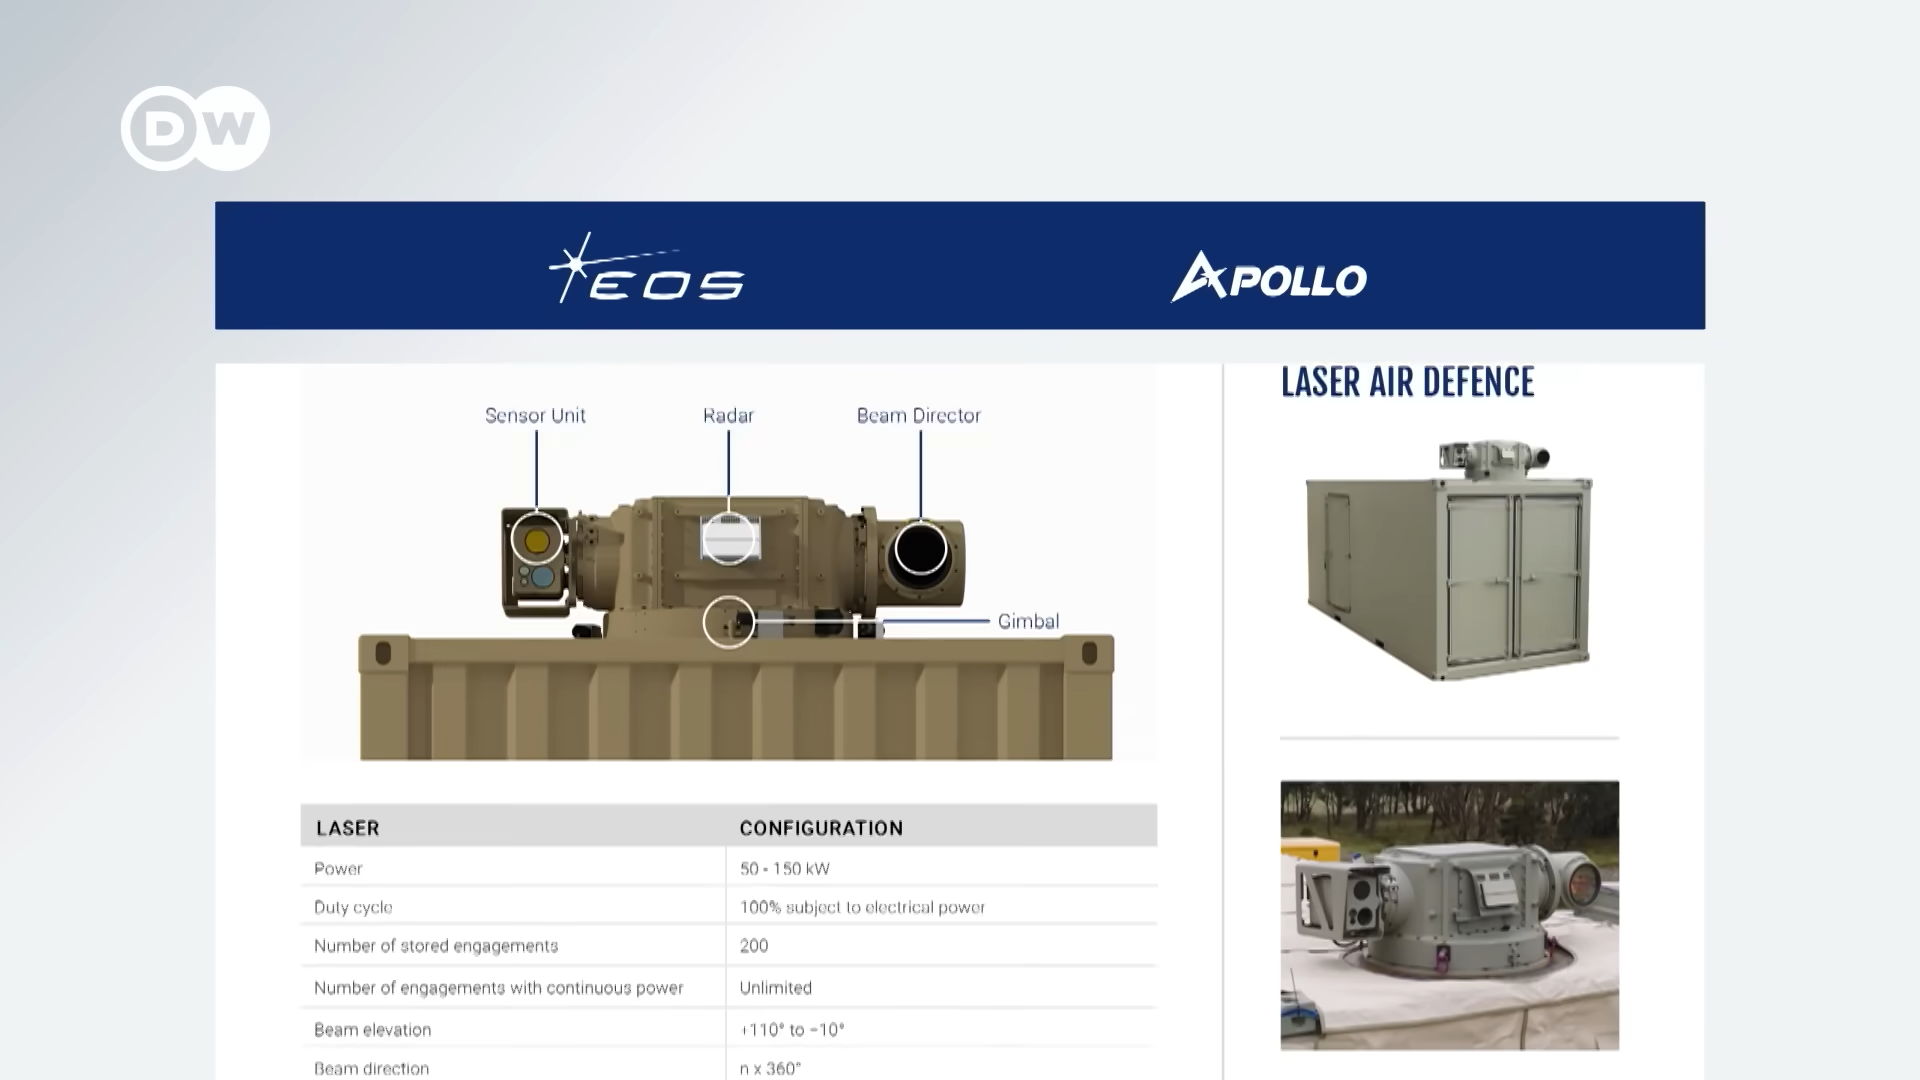 DW
EOS
APOLLO
Sensor Unit
Radar
Beam Director
Gimbal
LASER CONFIGURATION
Power 50 - 150 kW
Duty cycle 100% subject to electrical power
Number of stored engagements 200
Number of engagements with continuous power Unlimited
Beam elevation +110° to -10°
Beam direction n x 360°
LASER AIR DEFENCE